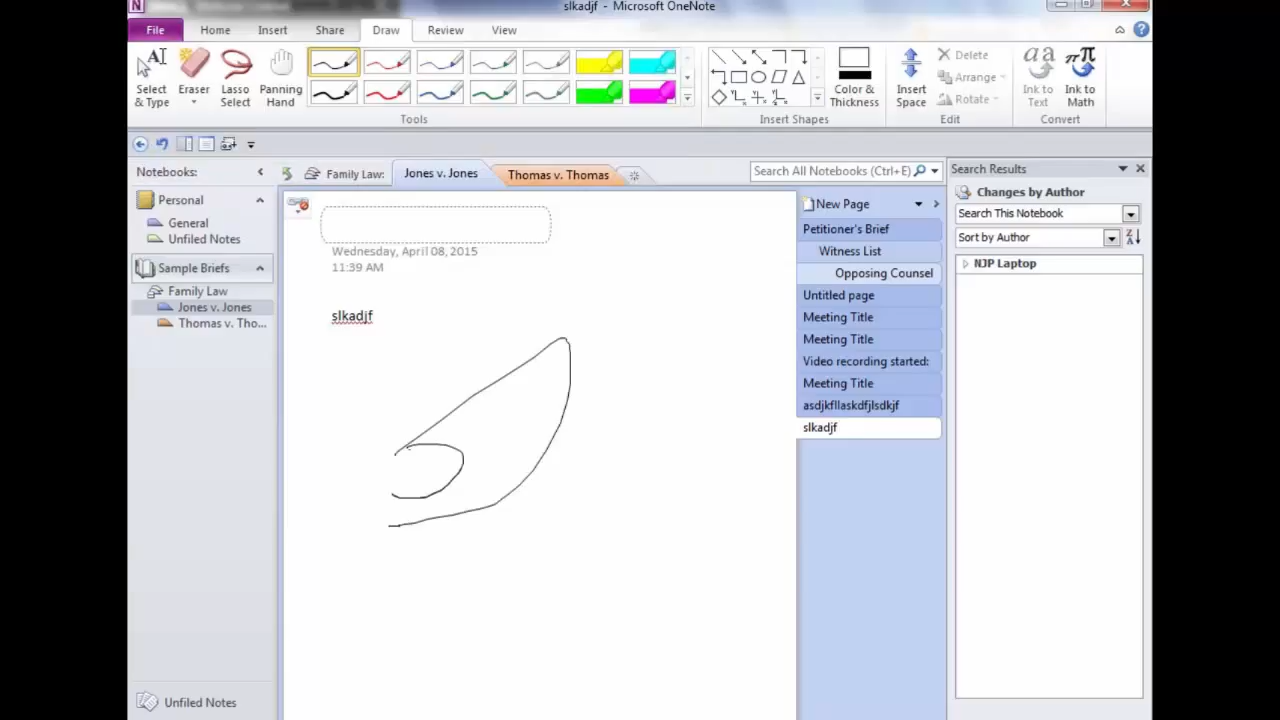 slkadjf - Microsoft OneNote
File Home Insert Share Draw Review View
Select & Type
Eraser
Lasso Select
Panning Hand
Color & Thickness
Insert Space
Delete
Arrange
Rotate
Ink to Text
Ink to Math
Tools Insert Shapes Edit Convert
Notebooks:
Family Law: Jones v. Jones Thomas v. Thomas
Search All Notebooks (Ctrl+E)
Personal
General
Unfiled Notes
Sample Briefs
Family Law
Jones v. Jones
Thomas v. Tho...
Unfiled Notes
Wednesday, April 08, 2015
11:39 AM
slkadjf
New Page
Petitioner's Brief
Witness List
Opposing Counsel
Untitled page
Meeting Title
Meeting Title
Video recording started:
Meeting Title
asdjkfllaskdfjlsdkjf
slkadjf
Search Results
Changes by Author
Search This Notebook
Sort by Author
NJP Laptop